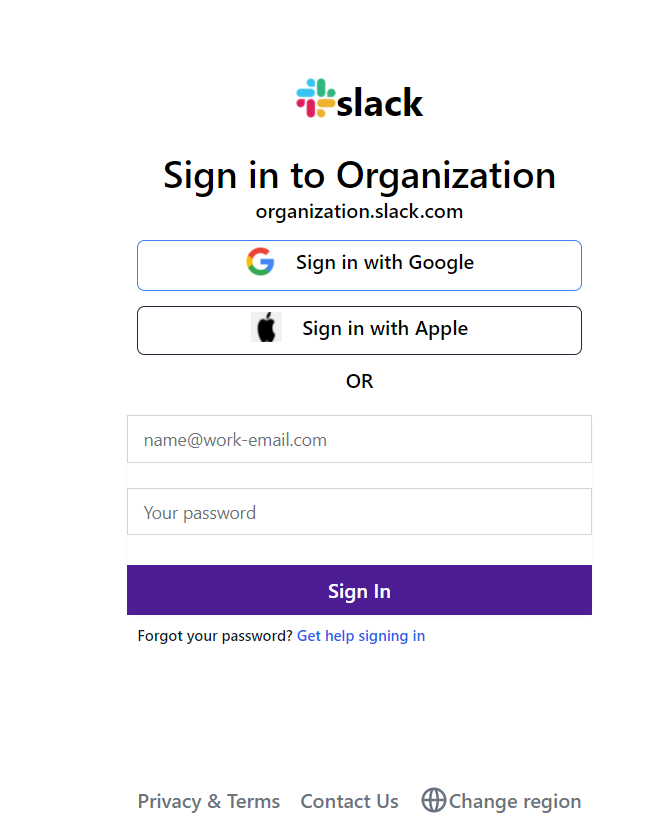 slack
Sign in to Organization
organization.slack.com
Sign in with Google
Sign in with Apple
OR
name@work-email.com
Your password
Sign In
Forgot your password? Get help signing in
Privacy & Terms Contact Us Change region